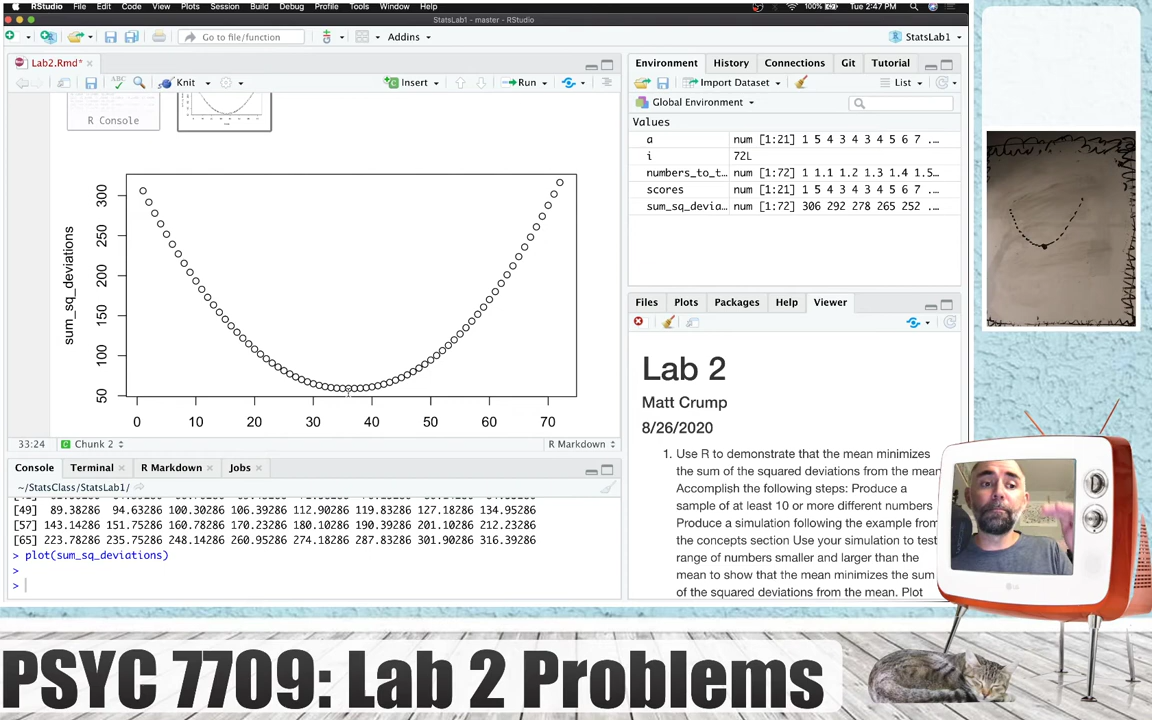 RStudio File Edit Code View Plots Session Build Debug Profile Tools Window Help
100% Tue 2:47 PM
StatsLab1 - master - RStudio
Go to file/function
Addins
StatsLab1
Lab2.Rmd*
ABC
Knit
Insert
Run
R Console
300
250
200
150
100
50
sum_sq_deviations
0 10 20 30 40 50 60 70
33:24
Chunk 2
R Markdown
Environment History Connections Git Tutorial
Import Dataset
List
Global Environment
Values
a num [1:21] 1 5 4 3 4 3 4 5 6 7 ...
i 72L
numbers_to_t… num [1:72] 1 1.1 1.2 1.3 1.4 1.5…
scores num [1:21] 1 5 4 3 4 3 4 5 6 7 ...
sum_sq_devia… num [1:72] 306 292 278 265 252 ...
Files Plots Packages Help Viewer
Lab 2
Matt Crump
8/26/2020
1. Use R to demonstrate that the mean minimizes
the sum of the squared deviations from the mean
Accomplish the following steps: Produce a
sample of at least 10 or more different numbers
Produce a simulation following the example from
the concepts section Use your simulation to test
range of numbers smaller and larger than the
mean to show that the mean minimizes the sum
of the squared deviations from the mean. Plot
Console Terminal R Markdown Jobs
~/StatsClass/StatsLab1/
[49] 89.38286 94.63286 100.30286 106.39286 112.90286 119.83286 127.18286 134.95286
[57] 143.14286 151.75286 160.78286 170.23286 180.10286 190.39286 201.10286 212.23286
[65] 223.78286 235.75286 248.14286 260.95286 274.18286 287.83286 301.90286 316.39286
> plot(sum_sq_deviations)
>
>
LG
PSYC 7709: Lab 2 Problems